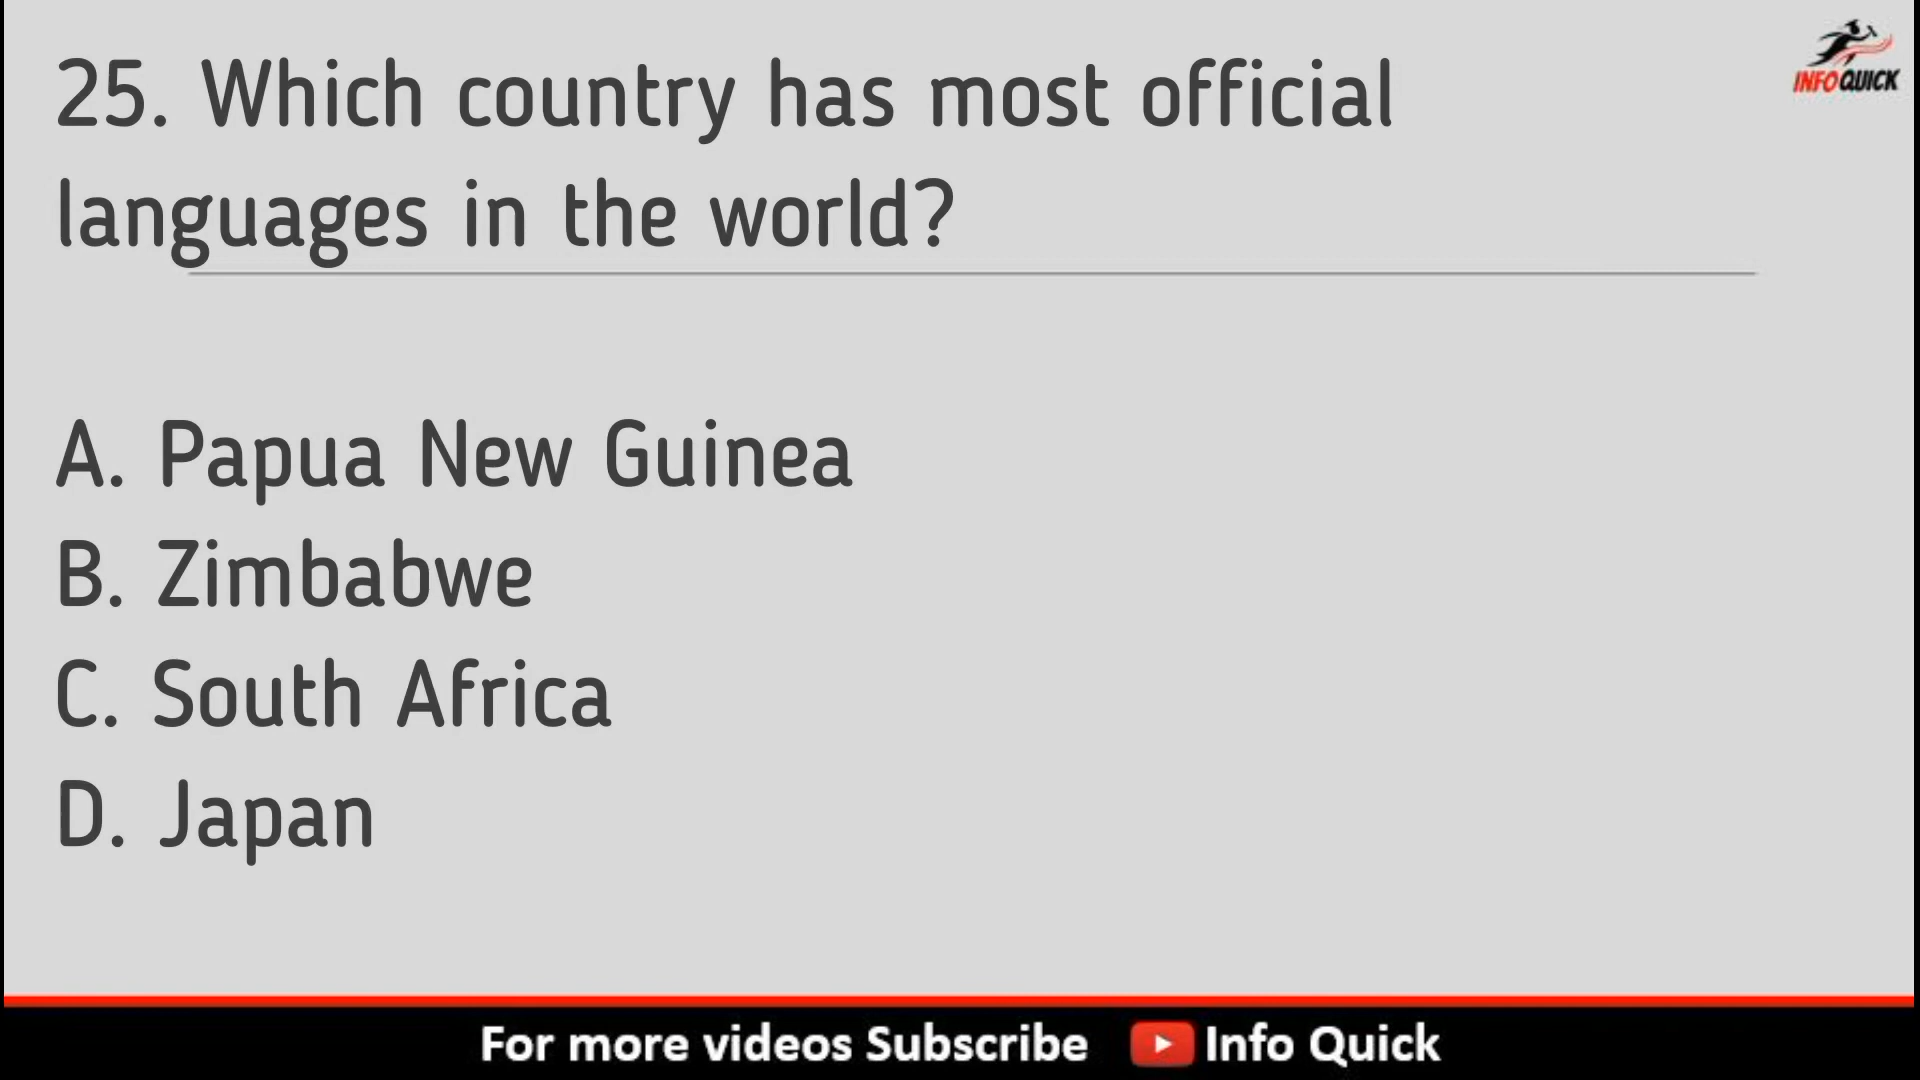 25. Which country has most official
languages in the world?
INFOQUICK
A. Papua New Guinea
B. Zimbabwe
C. South Africa
D. Japan
For more videos Subscribe Info Quick